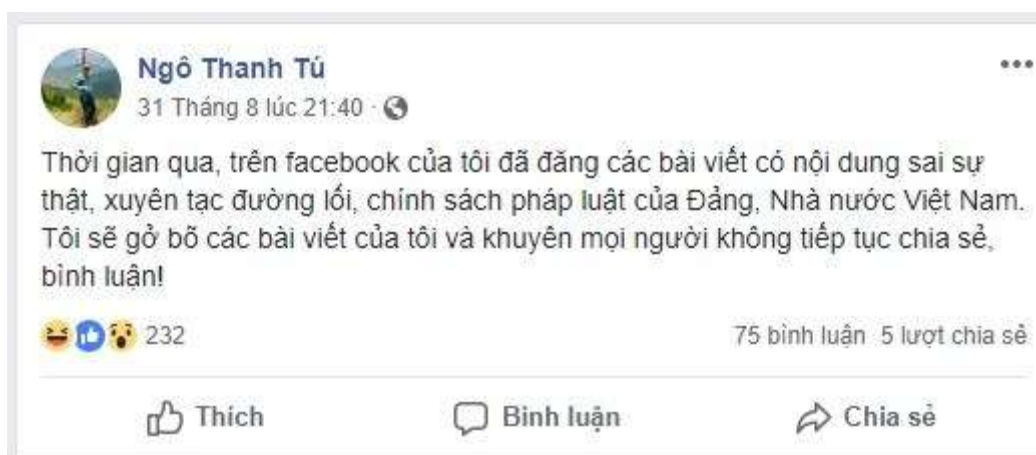 Ngô Thanh Tú
31 Tháng 8 lúc 21:40 ·
Thời gian qua, trên facebook của tôi đã đăng các bài viết có nội dung sai sự
thật, xuyên tạc đường lối, chính sách pháp luật của Đảng, Nhà nước Việt Nam.
Tôi sẽ gở bõ các bài viết của tôi và khuyên mọi người không tiếp tục chia sẻ,
bình luận!
232
75 bình luận 5 lượt chia sẻ
Thích
Bình luận
Chia sẻ